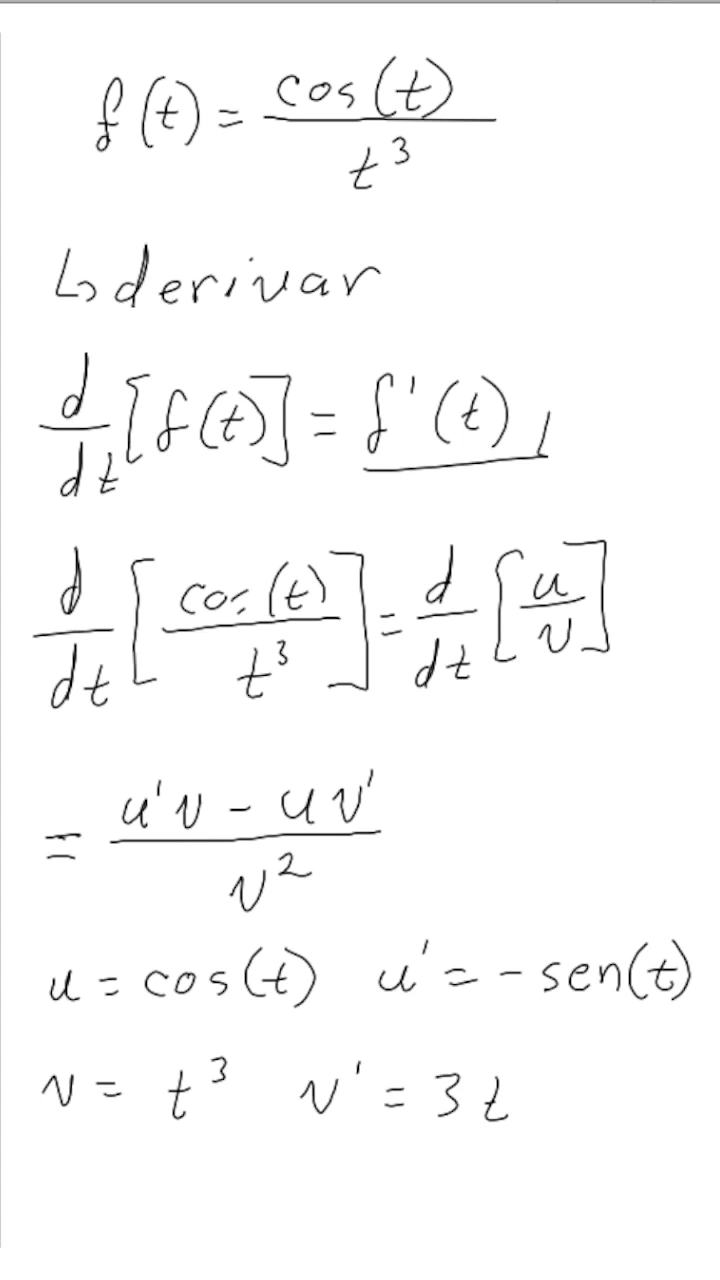 f(t) = cos(t) / t³
↳ derivar
d/dt [f(t)] = f'(t)
d/dt [cos(t) / t³] = d/dt [u/v]
= u'v - uv' / v²
u = cos(t) u' = -sen(t)
v = t³ v' = 3t